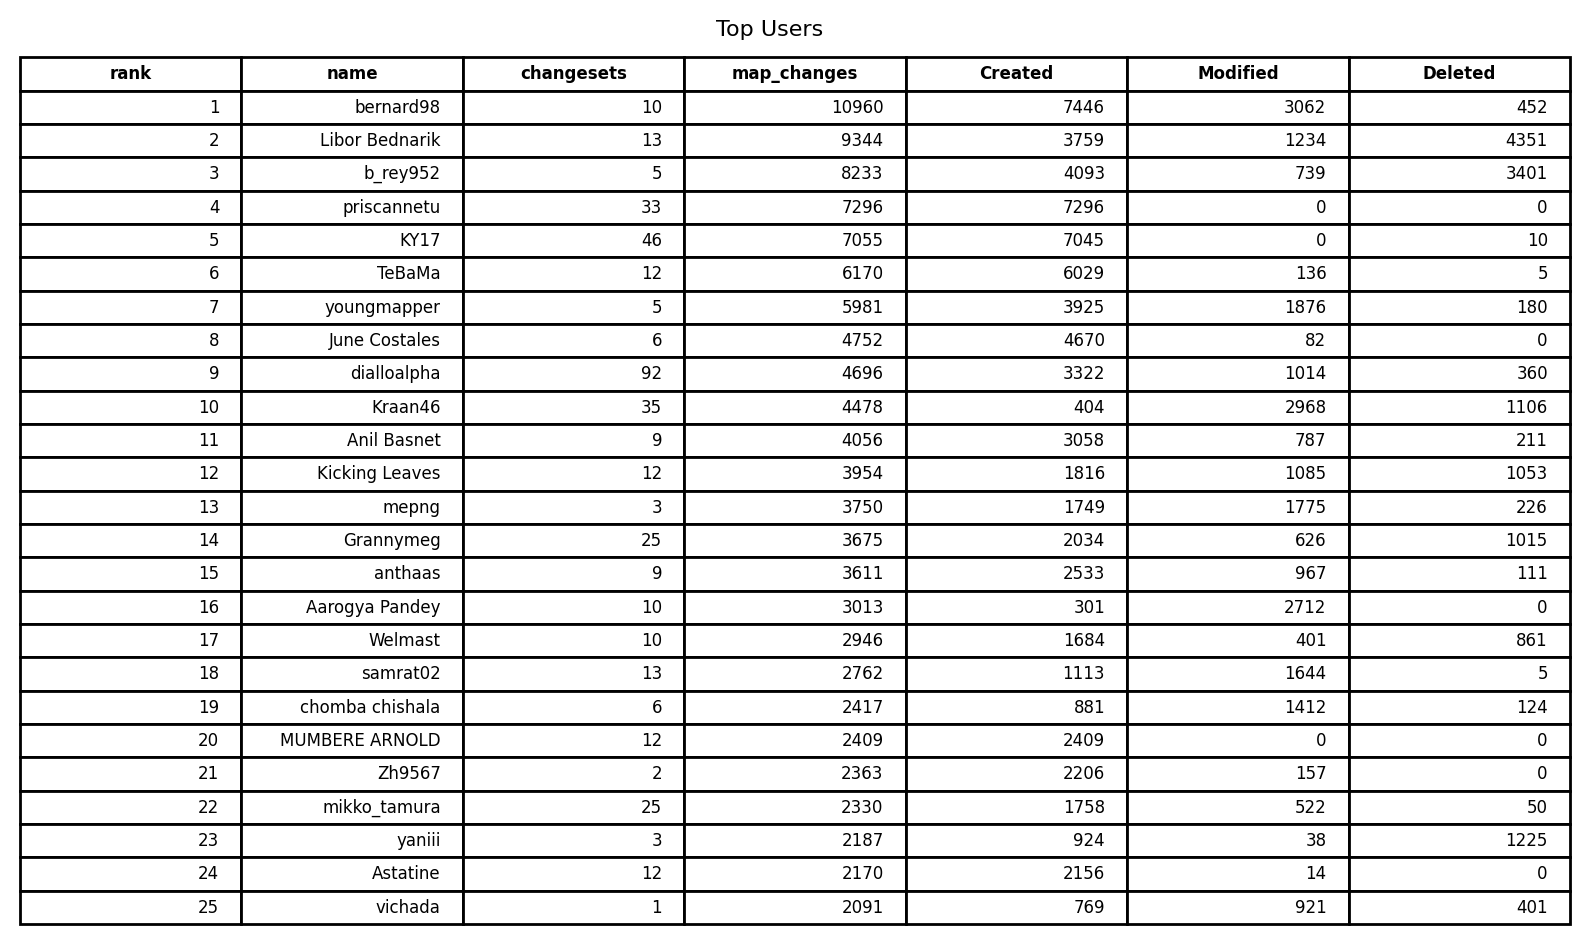 Top Users
rank name changesets map_changes Created Modified Deleted
1 bernard98 10 10960 7446 3062 452
2 Libor Bednarik 13 9344 3759 1234 4351
3 b_rey952 5 8233 4093 739 3401
4 priscannetu 33 7296 7296 0 0
5 KY17 46 7055 7045 0 10
6 TeBaMa 12 6170 6029 136 5
7 youngmapper 5 5981 3925 1876 180
8 June Costales 6 4752 4670 82 0
9 dialloalpha 92 4696 3322 1014 360
10 Kraan46 35 4478 404 2968 1106
11 Anil Basnet 9 4056 3058 787 211
12 Kicking Leaves 12 3954 1816 1085 1053
13 mepng 3 3750 1749 1775 226
14 Grannymeg 25 3675 2034 626 1015
15 anthaas 9 3611 2533 967 111
16 Aarogya Pandey 10 3013 301 2712 0
17 Welmast 10 2946 1684 401 861
18 samrat02 13 2762 1113 1644 5
19 chomba chishala 6 2417 881 1412 124
20 MUMBERE ARNOLD 12 2409 2409 0 0
21 Zh9567 2 2363 2206 157 0
22 mikko_tamura 25 2330 1758 522 50
23 yaniii 3 2187 924 38 1225
24 Astatine 12 2170 2156 14 0
25 vichada 1 2091 769 921 401